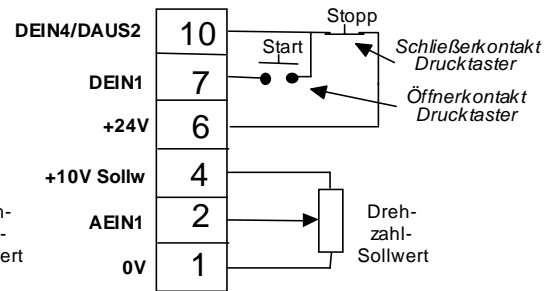 Stopp
DEIN4/DAUS2 10
Start
Schließerkontakt
Drucktaster
DEIN1 7
Öffnerkontakt
Drucktaster
+24V 6
+10V Sollw 4
AEIN1 2
Dreh-
zahl-
Sollwert
0V 1